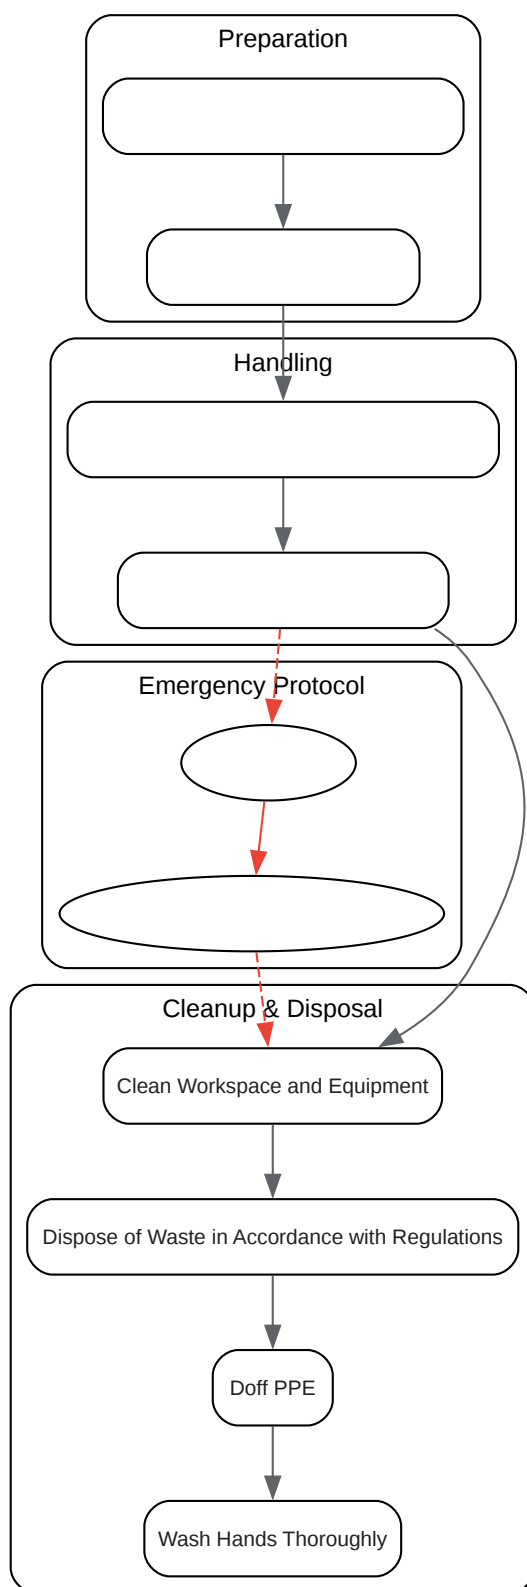 Preparation
Handling
Emergency Protocol
Cleanup & Disposal
Clean Workspace and Equipment
Dispose of Waste in Accordance with Regulations
Doff PPE
Wash Hands Thoroughly